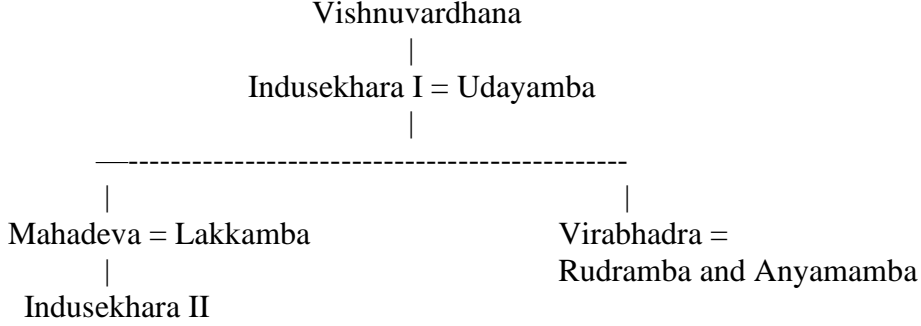 Vishnuvardhana
|
Indusekhara I = Udayamba
|
—-----------------------------------------------
| |
Mahadeva = Lakkamba Virabhadra =
| Rudramba and Anyamamba
Indusekhara II